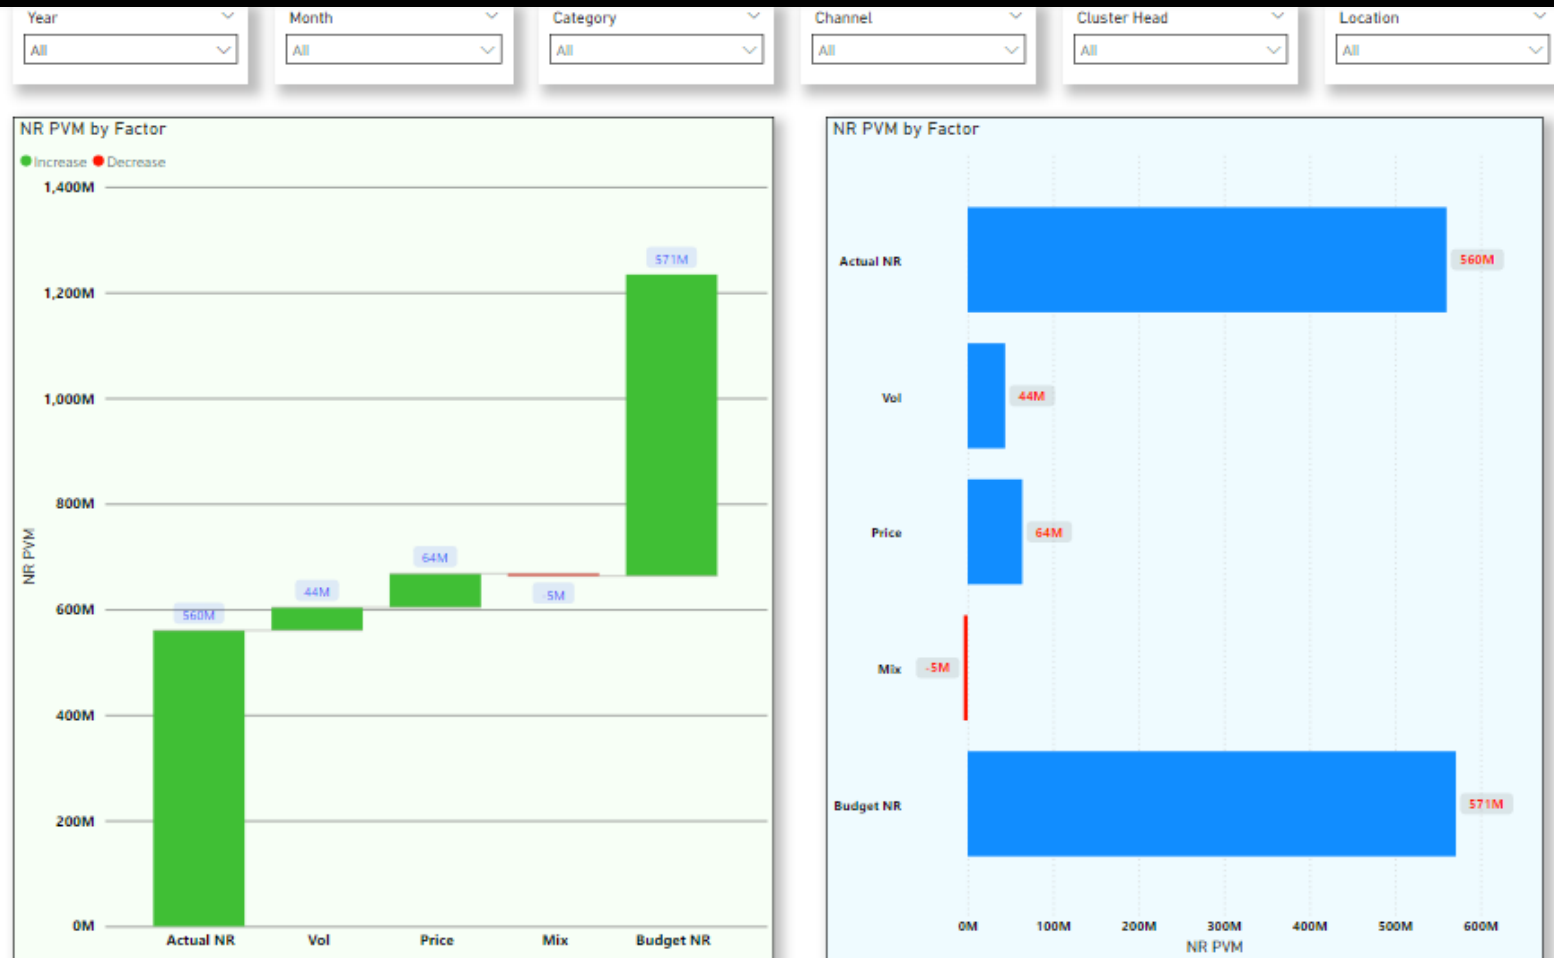 Year Month Category Channel Cluster Head Location
All All All All All All
NR PVM by Factor
Increase Decrease
1,400M
1,200M
1,000M
800M
600M
400M
200M
0M
NR PVM
560M
44M
64M
-5M
571M
Actual NR Vol Price Mix Budget NR
NR PVM by Factor
Actual NR 560M
Vol 44M
Price 64M
Mix -5M
Budget NR 571M
0M 100M 200M 300M 400M 500M 600M
NR PVM